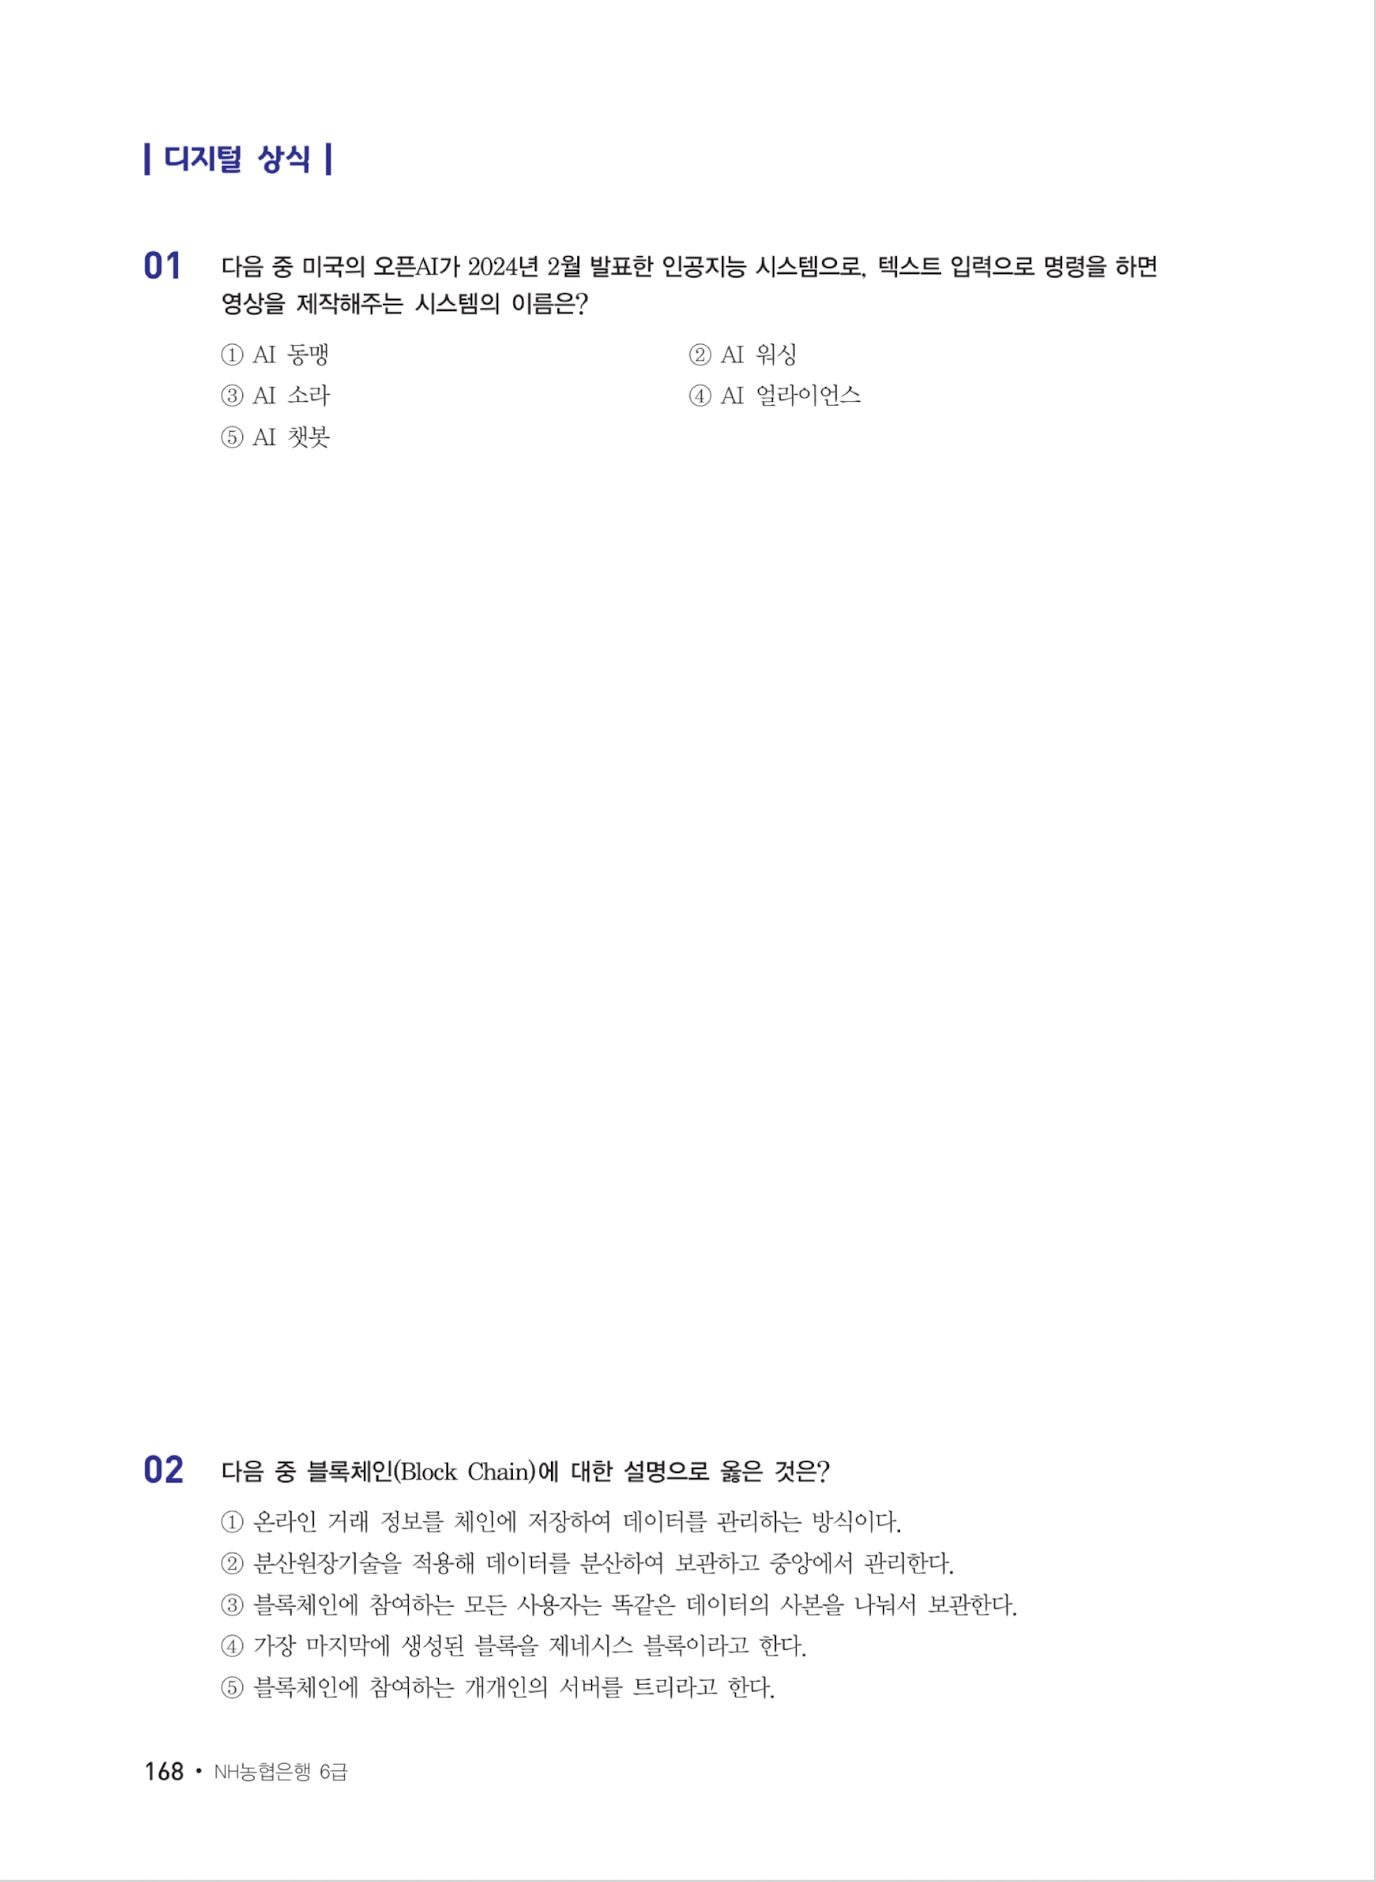 | 디지털 상식 |
01 다음 중 미국의 오픈AI가 2024년 2월 발표한 인공지능 시스템으로, 텍스트 입력으로 명령을 하면
영상을 제작해주는 시스템의 이름은?
① AI 동맹 ② AI 워싱
③ AI 소라 ④ AI 얼라이언스
⑤ AI 챗봇
02 다음 중 블록체인(Block Chain)에 대한 설명으로 옳은 것은?
① 온라인 거래 정보를 체인에 저장하여 데이터를 관리하는 방식이다.
② 분산원장기술을 적용해 데이터를 분산하여 보관하고 중앙에서 관리한다.
③ 블록체인에 참여하는 모든 사용자는 똑같은 데이터의 사본을 나눠서 보관한다.
④ 가장 마지막에 생성된 블록을 제네시스 블록이라고 한다.
⑤ 블록체인에 참여하는 개개인의 서버를 트리라고 한다.
168 • NH농협은행 6급